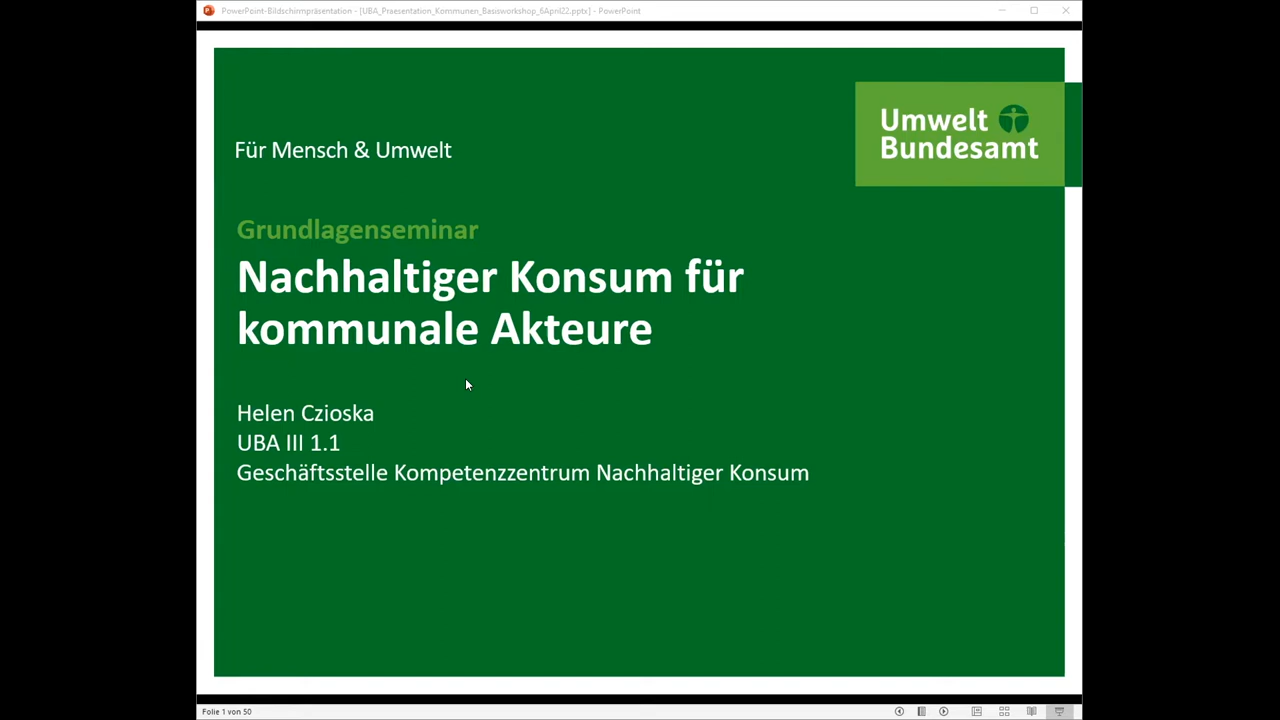 PowerPoint-Bildschirmpräsentation - [UBA_Praesentation_Kommunen_Basisworkshop_6April22.pptx] - PowerPoint
Umwelt
Bundesamt
Für Mensch & Umwelt
Grundlagenseminar
Nachhaltiger Konsum für
kommunale Akteure
Helen Czioska
UBA III 1.1
Geschäftsstelle Kompetenzzentrum Nachhaltiger Konsum
Folie 1 von 50